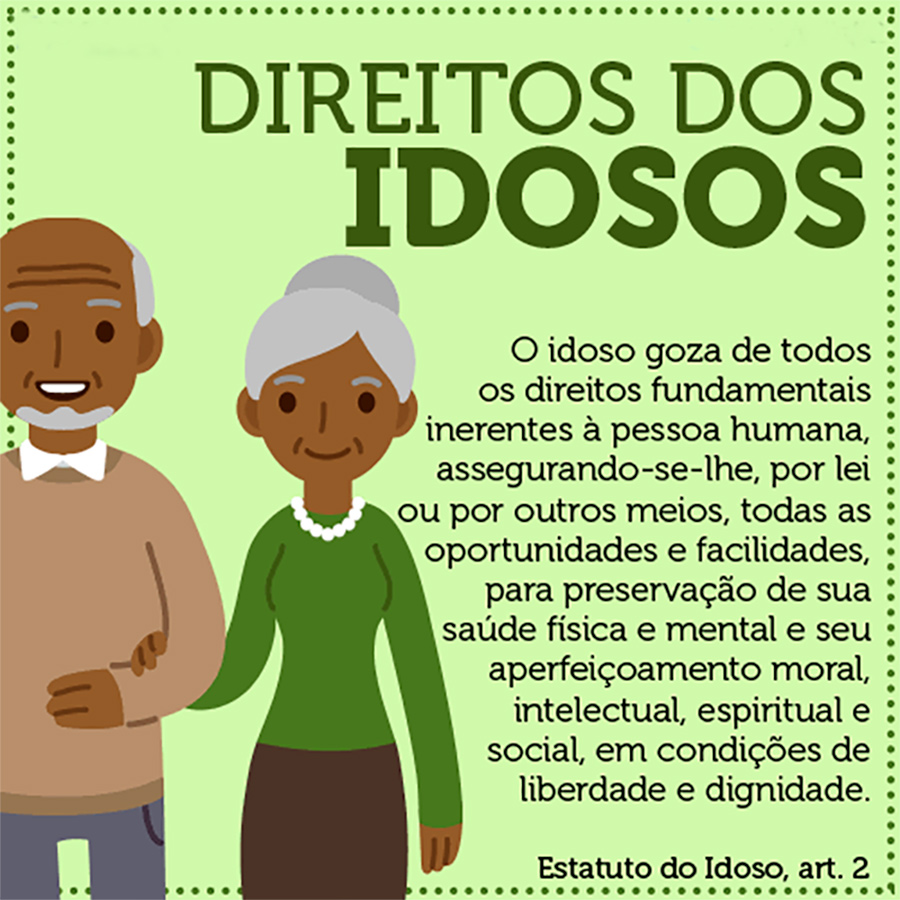 DIREITOS DOS
IDOSOS
O idoso goza de todos
os direitos fundamentais
inerentes à pessoa humana,
assegurando-se-lhe, por lei
ou por outros meios, todas as
oportunidades e facilidades,
para preservação de sua
saúde física e mental e seu
aperfeiçoamento moral,
intelectual, espiritual e
social, em condições de
liberdade e dignidade.
Estatuto do Idoso, art. 2